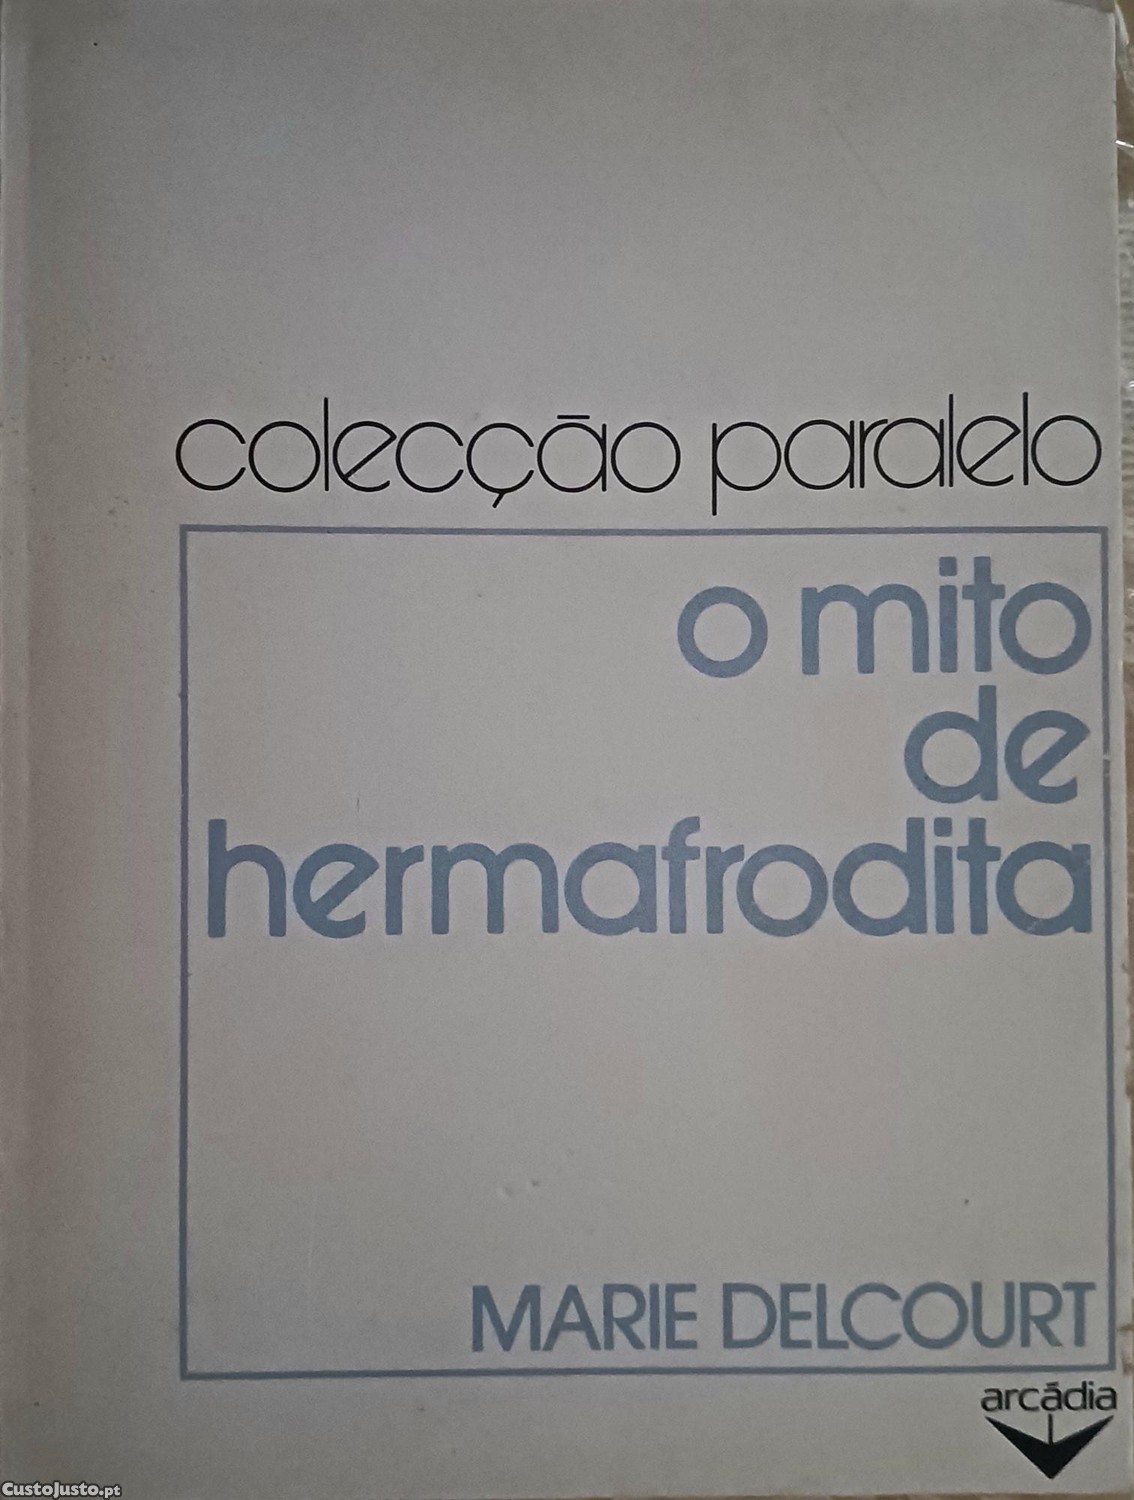 colecção paralelo
o mito
de
hermafrodita
MARIE DELCOURT
arcádia
CustoJusto.pt